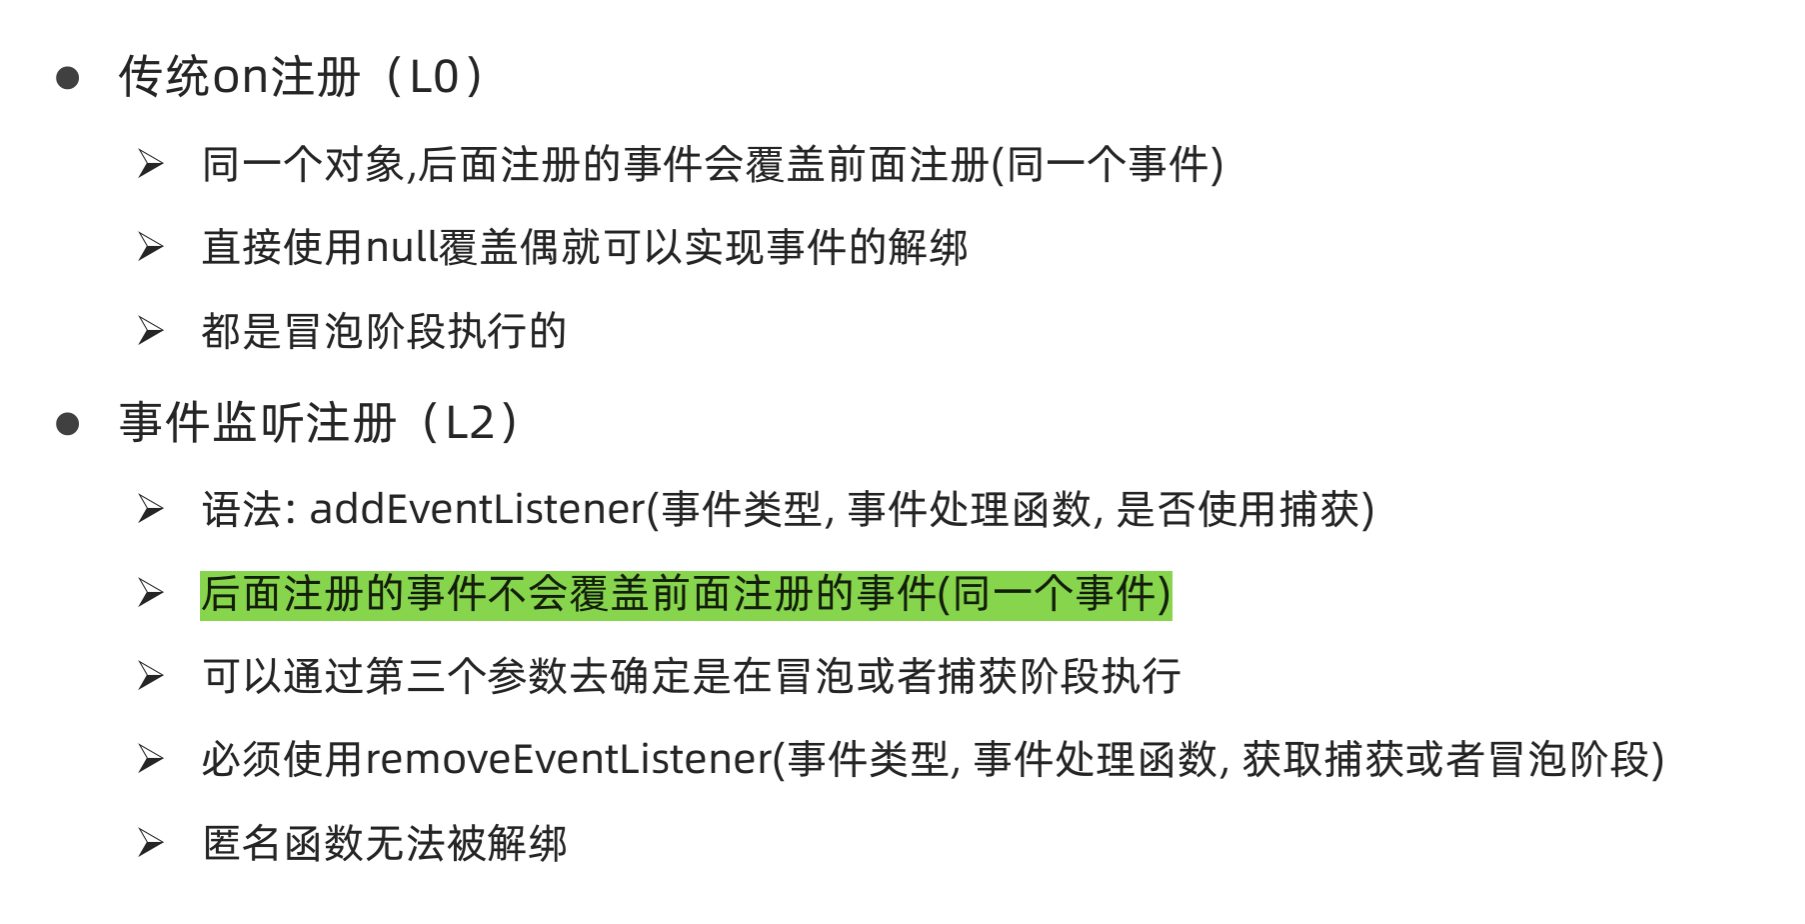 ● 传统on注册（L0）
➢ 同一个对象,后面注册的事件会覆盖前面注册(同一个事件)
➢ 直接使用null覆盖偶就可以实现事件的解绑
➢ 都是冒泡阶段执行的
● 事件监听注册（L2）
➢ 语法: addEventListener(事件类型, 事件处理函数, 是否使用捕获)
➢ 后面注册的事件不会覆盖前面注册的事件(同一个事件)
➢ 可以通过第三个参数去确定是在冒泡或者捕获阶段执行
➢ 必须使用removeEventListener(事件类型, 事件处理函数, 获取捕获或者冒泡阶段)
➢ 匿名函数无法被解绑